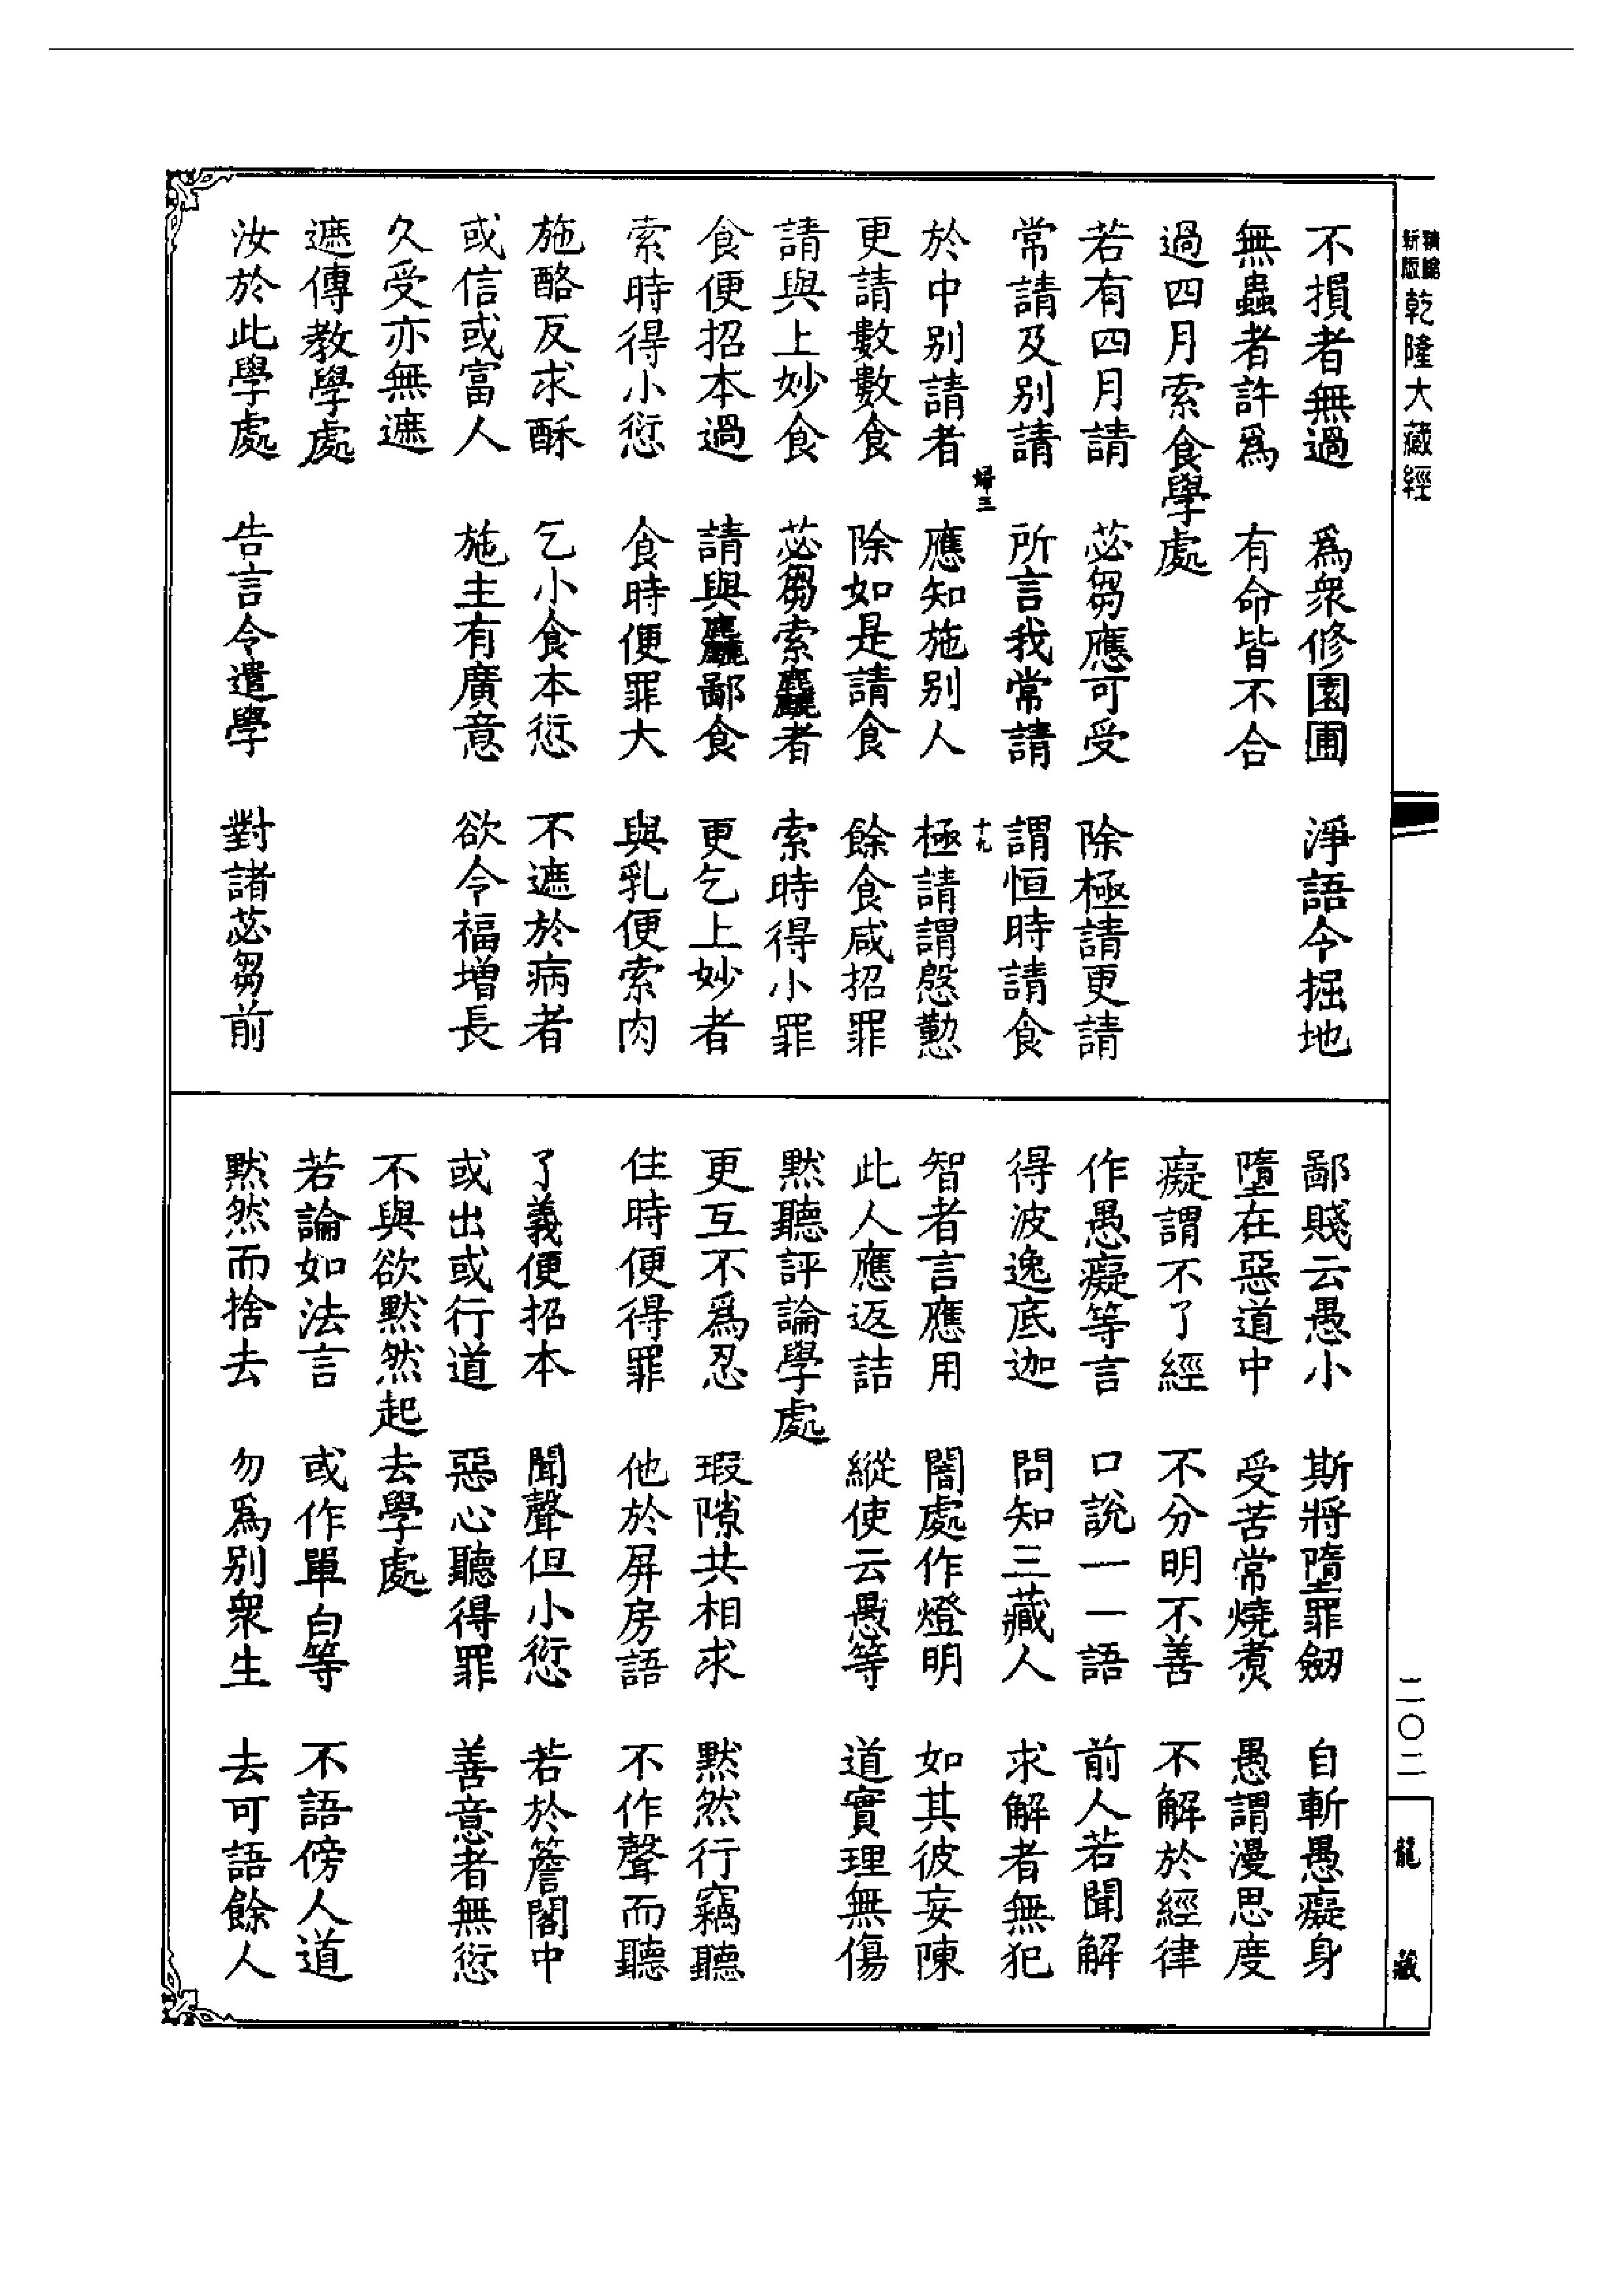 乾隆大藏經
不損者無過　爲衆修園圃　淨語令掘地
無蟲者許爲　有命皆不合
過四月索食學處
若有四月請　苾芻應可受　除極請更請
常請及別請　所言我常請　謂恒時請食
婦三　十九
於中別請者　應知施別人　極請謂慇懃
更請數數食　除如是請食　餘食咸招罪
請與上妙食　苾芻索麤者　索時得小罪
食便招本過　請與麤鄙食　更乞上妙者
索時得小愆　食時便罪大　與乳便索肉
施酪反求酥　乞小食本愆　不遮於病者
或信或富人　施主有廣意　欲令福增長
久受亦無遮
遮傳教學處
汝於此學處　告言令遣學　對諸苾芻前
鄙賤云愚小　斯將墮罪劒　自斬愚癡身
墮在惡道中　受苦常燒煑　愚謂漫思度
癡謂不了經　不分明不善　不解於經律
作愚癡等言　口說一一語　前人若聞解
得波逸底迦　問知三藏人　求解者無犯
智者言應用　闇處作燈明　如其彼妄陳
此人應返詰　縱使云愚等　道實理無傷
黙聽評論學處
更互不爲忍　瑕隙共相求　黙然行竊聽
住時便得罪　他於屏房語　不作聲而聽
了義便招本　聞聲但小愆　若於簷閣中
或出或行道　惡心聽得罪　善意者無愆
不與欲黙然起去學處
若論如法言　或作單白等　不語傍人道
黙然而捨去　勿爲別衆生　去可語餘人
二〇二
龍藏